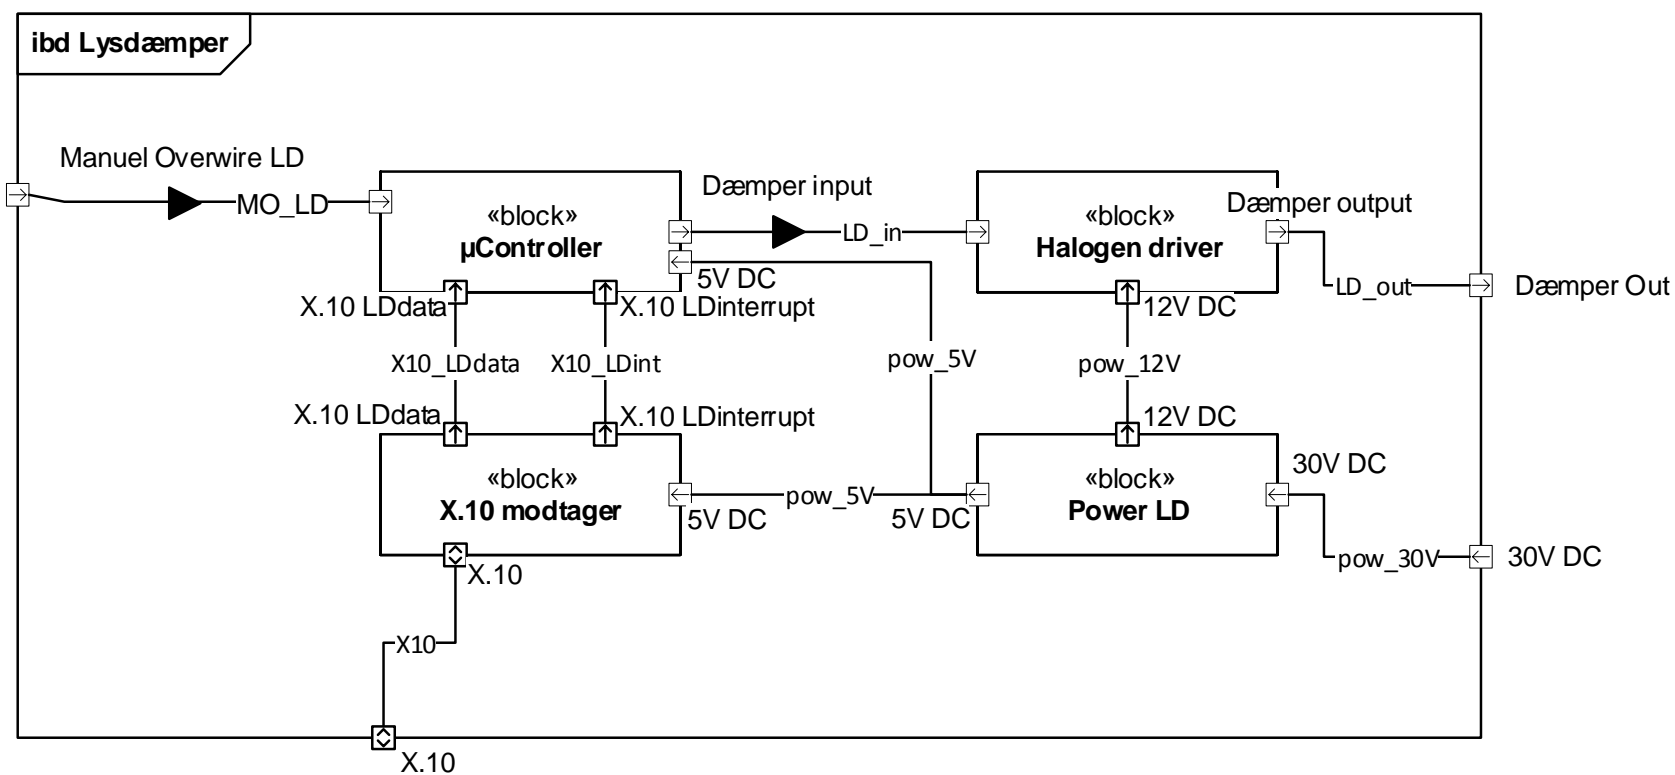 ibd Lysdæmper
Manuel Overwire LD
MO_LD
«block»
µController
Dæmper input
LD_in
5V DC
«block»
Halogen driver
Dæmper output
LD_out
Dæmper Out
X.10 LDdata
X.10 LDinterrupt
12V DC
X10_LDdata
X10_LDint
pow_5V
pow_12V
X.10 LDdata
X.10 LDinterrupt
12V DC
«block»
X.10 modtager
5V DC
pow_5V
5V DC
«block»
Power LD
30V DC
pow_30V
30V DC
X.10
X10
X.10